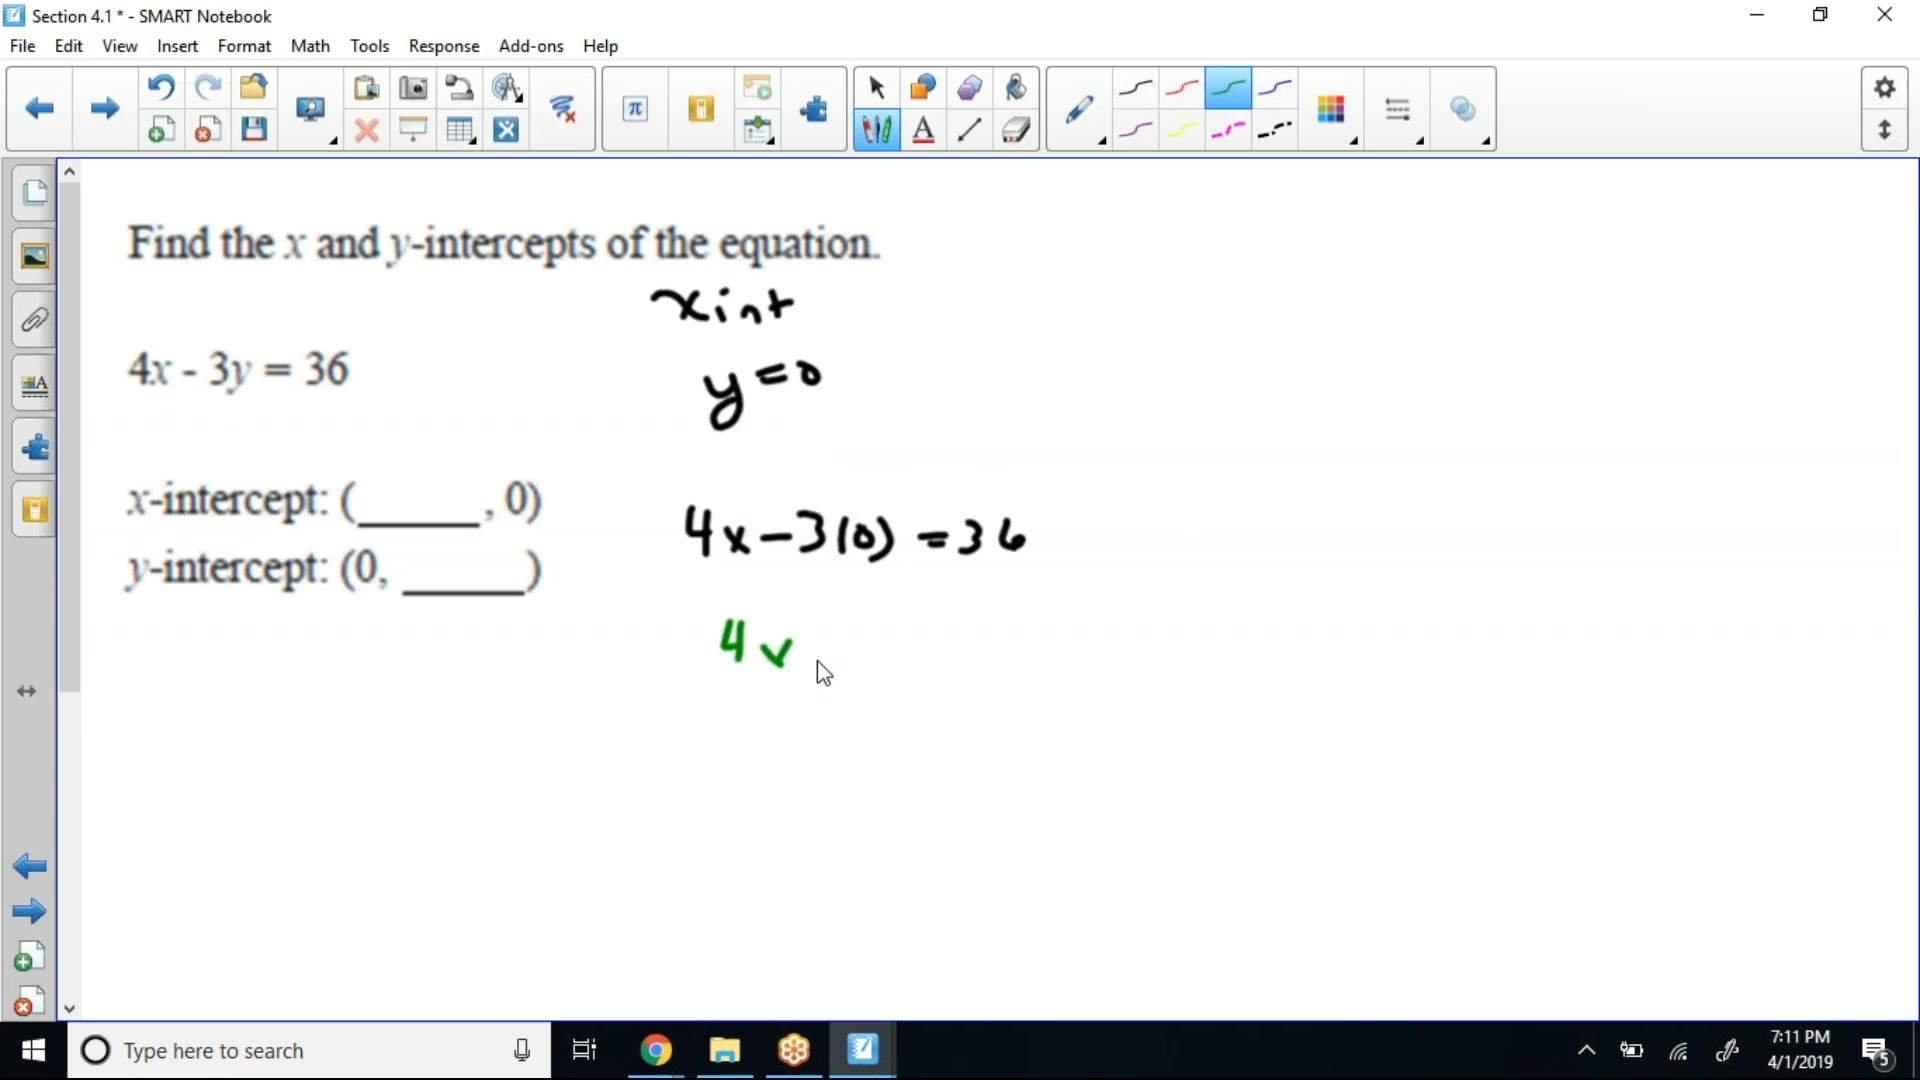 Section 4.1 * - SMART Notebook
File Edit View Insert Format Math Tools Response Add-ons Help
Find the x and y-intercepts of the equation.
x int
4x - 3y = 36
y = 0
x-intercept: (______, 0)
4x - 3(0) = 36
y-intercept: (0, ______)
4x
Type here to search
7:11 PM
4/1/2019
5